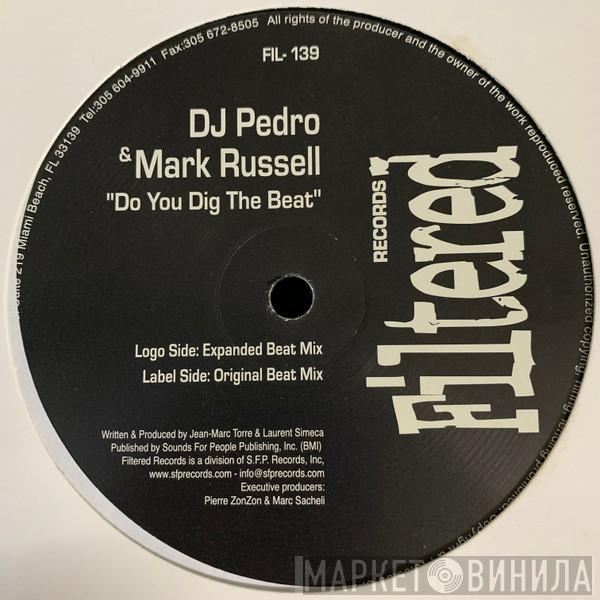 Suite 219 Miami Beach, FL 33139 Tel:305 604-9911 Fax:305 672-8505 All rights of the producer and the owner of the work reproduced reserved. Unauthorized copying, hiring,
FIL- 139
DJ Pedro
& Mark Russell
"Do You Dig The Beat"
RECORDS
Filtered
Logo Side: Expanded Beat Mix
Label Side: Original Beat Mix
Written & Produced by Jean-Marc Torre & Laurent Simeca
Published by Sounds For People Publishing, Inc. (BMI)
Filtered Records is a division of S.F.P. Records, Inc,
www.sfprecords.com - info@sfprecords.com
Executive producers:
Pierre ZonZon & Marc Sacheli
МАРКЕТ ВИНИЛА